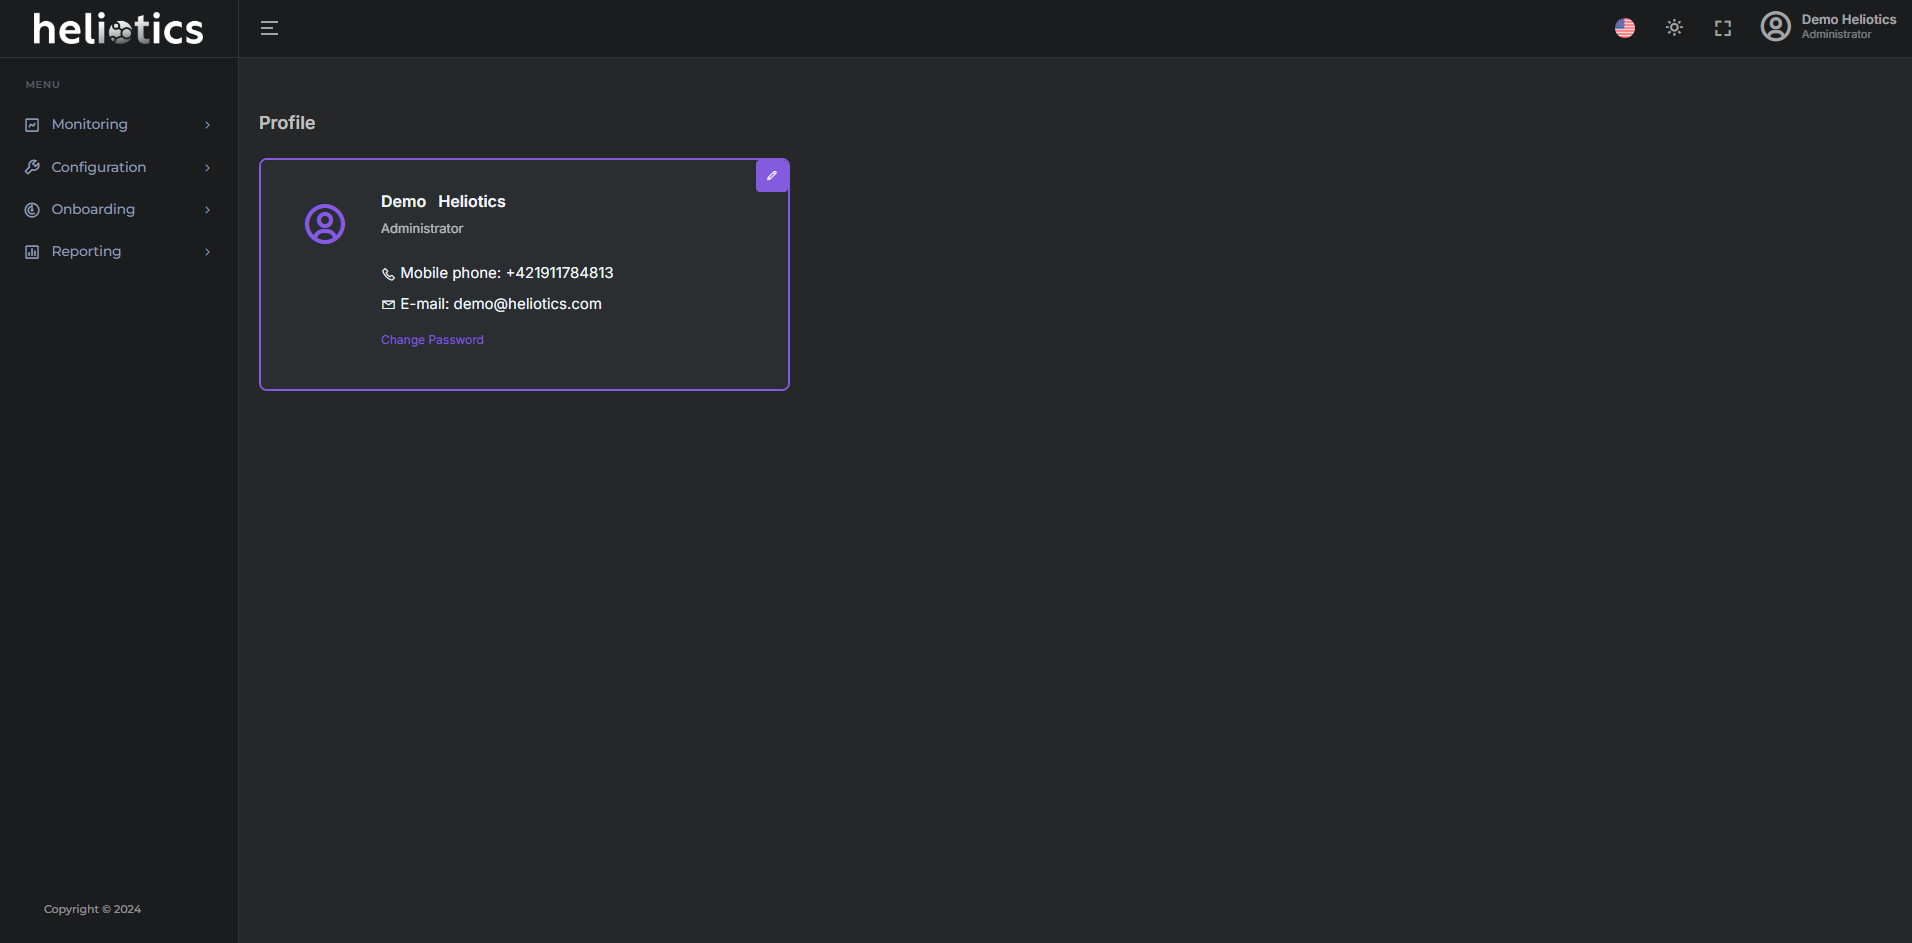 heliotics
Demo Heliotics
Administrator
MENU
Monitoring
Configuration
Onboarding
Reporting
Profile
Demo Heliotics
Administrator
Mobile phone: +421911784813
E-mail: demo@heliotics.com
Change Password
Copyright © 2024